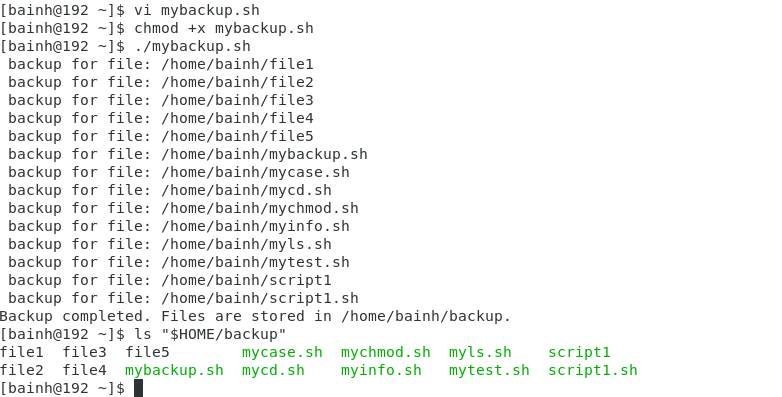 [bainh@192 ~]$ vi mybackup.sh
[bainh@192 ~]$ chmod +x mybackup.sh
[bainh@192 ~]$ ./mybackup.sh
 backup for file: /home/bainh/file1
 backup for file: /home/bainh/file2
 backup for file: /home/bainh/file3
 backup for file: /home/bainh/file4
 backup for file: /home/bainh/file5
 backup for file: /home/bainh/mybackup.sh
 backup for file: /home/bainh/mycase.sh
 backup for file: /home/bainh/mycd.sh
 backup for file: /home/bainh/mychmod.sh
 backup for file: /home/bainh/myinfo.sh
 backup for file: /home/bainh/myls.sh
 backup for file: /home/bainh/mytest.sh
 backup for file: /home/bainh/script1
 backup for file: /home/bainh/script1.sh
Backup completed. Files are stored in /home/bainh/backup.
[bainh@192 ~]$ ls "$HOME/backup"
file1  file3  file5        mycase.sh  mychmod.sh  myls.sh    script1
file2  file4  mybackup.sh  mycd.sh    myinfo.sh   mytest.sh  script1.sh
[bainh@192 ~]$